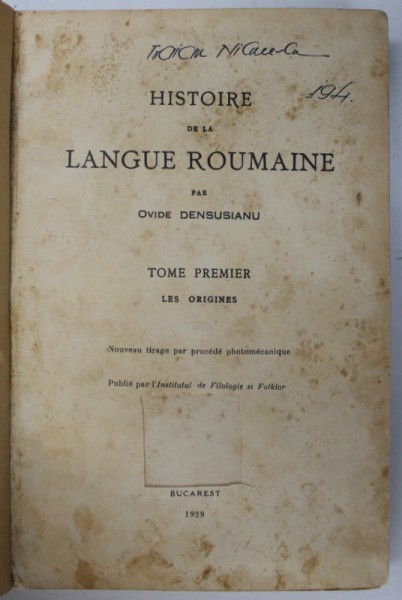 HISTOIRE
DE LA
LANGUE ROUMAINE
PAR
OVIDE DENSUSIANU
TOME PREMIER
LES ORIGINES
Nouveau tirage par procédé photomécanique
Publié par l'Institutul de Filologie si Folklor
BUCAREST
1929